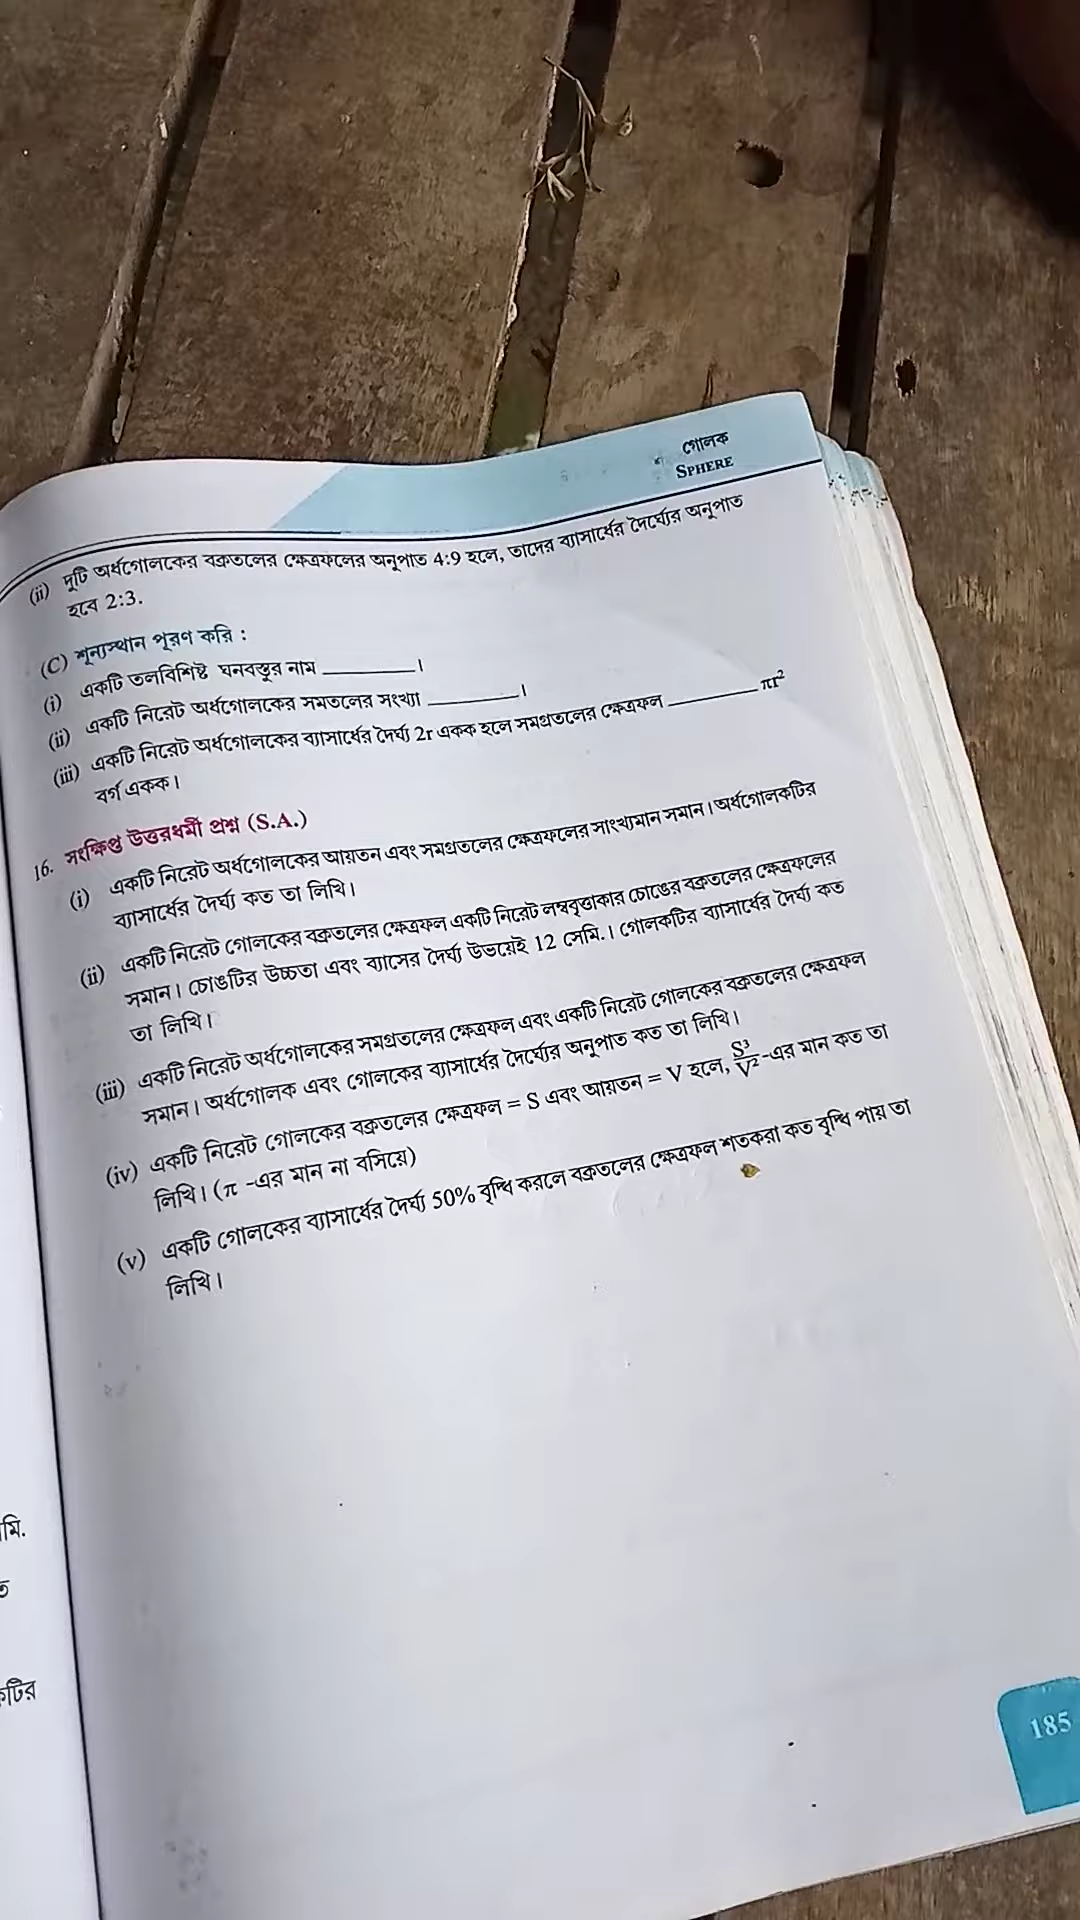 গোলক
SPHERE
(ii) দুটি অর্ধগোলকের বক্রতলের ক্ষেত্রফলের অনুপাত 4:9 হলে, তাদের ব্যাসার্ধের দৈর্ঘ্যের অনুপাত
হবে 2:3.
(C) শূন্যস্থান পূরণ করি :
(i) একটি তলবিশিষ্ট ঘনবস্তুর নাম ________।
(ii) একটি নিরেট অর্ধগোলকের সমতলের সংখ্যা ________।
(iii) একটি নিরেট অর্ধগোলকের ব্যাসার্ধের দৈর্ঘ্য 2r একক হলে সমগ্রতলের ক্ষেত্রফল ________ πr²
বর্গ একক।
16. সংক্ষিপ্ত উত্তরধর্মী প্রশ্ন (S.A.)
(i) একটি নিরেট অর্ধগোলকের আয়তন এবং সমগ্রতলের ক্ষেত্রফলের সাংখ্যমান সমান। অর্ধগোলকটির
ব্যাসার্ধের দৈর্ঘ্য কত তা লিখি।
(ii) একটি নিরেট গোলকের বক্রতলের ক্ষেত্রফল একটি নিরেট লম্ববৃত্তাকার চোঙের বক্রতলের ক্ষেত্রফলের
সমান। চোঙটির উচ্চতা এবং ব্যাসের দৈর্ঘ্য উভয়েই 12 সেমি.। গোলকটির ব্যাসার্ধের দৈর্ঘ্য কত
তা লিখি।
(iii) একটি নিরেট অর্ধগোলকের সমগ্রতলের ক্ষেত্রফল এবং একটি নিরেট গোলকের বক্রতলের ক্ষেত্রফল
সমান। অর্ধগোলক এবং গোলকের ব্যাসার্ধের দৈর্ঘ্যের অনুপাত কত তা লিখি।
(iv) একটি নিরেট গোলকের বক্রতলের ক্ষেত্রফল = S এবং আয়তন = V হলে, S³/V² -এর মান কত তা
লিখি। (π -এর মান না বসিয়ে)
(v) একটি গোলকের ব্যাসার্ধের দৈর্ঘ্য 50% বৃদ্ধি করলে বক্রতলের ক্ষেত্রফল শতকরা কত বৃদ্ধি পায় তা
লিখি।
185